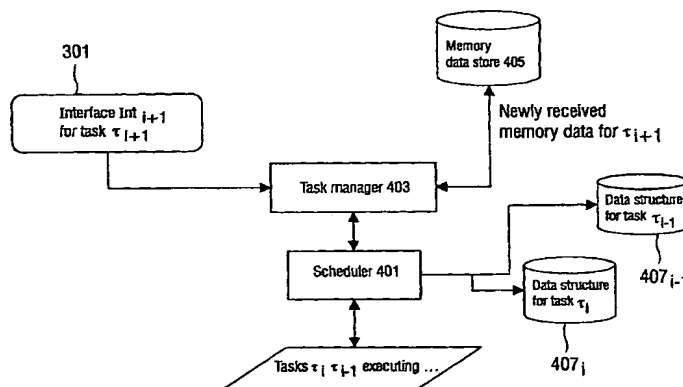 301
Interface Int i+1
for task τ i+1
Memory
data store 405
Newly received
memory data for τ i+1
Task manager 403
Scheduler 401
Data structure
for task τ i-1
407 i-1
Data structure
for task τ i
407 i
Tasks τ i τ i-1 executing ...